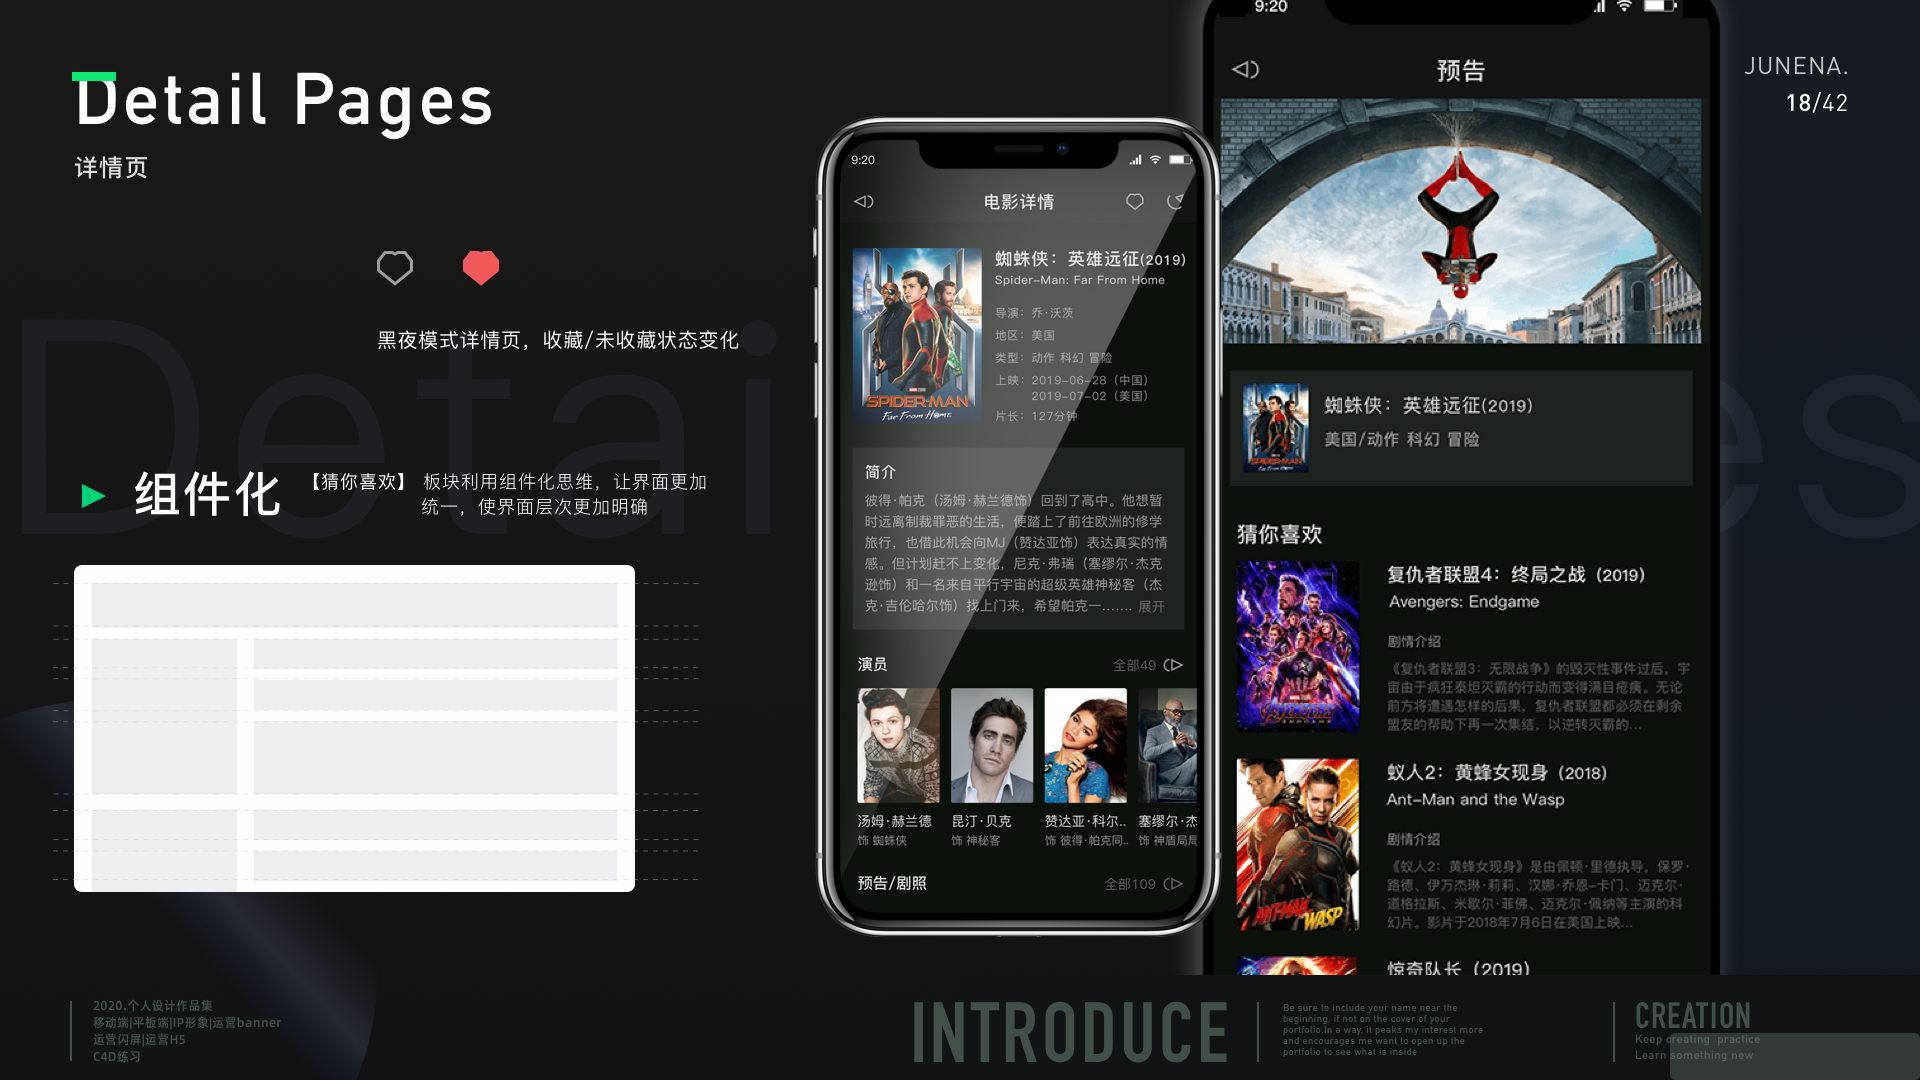 Detail Pages
详情页
JUNENA.
18/42
黑夜模式详情页，收藏/未收藏状态变化
组件化
【猜你喜欢】 板块利用组件化思维，让界面更加
统一，使界面层次更加明确
9:20
电影详情
SPIDER-MAN
Far From Home
蜘蛛侠：英雄远征(2019)
Spider-Man: Far From Home
导演：乔·沃茨
地区：美国
类型：动作 科幻 冒险
上映：2019-06-28（中国）
2019-07-02（美国）
片长：127分钟
简介
彼得·帕克（汤姆·赫兰德饰）回到了高中。他想暂
时远离制裁罪恶的生活，便踏上了前往欧洲的修学
旅行，也借此机会向MJ（赞达亚饰）表达真实的情
感。但计划赶不上变化，尼克·弗瑞（塞缪尔·杰克
逊饰）和一名来自平行宇宙的超级英雄神秘客（杰
克·吉伦哈尔饰）找上门来，希望帕克一....... 展开
演员
全部49
汤姆·赫兰德
饰 蜘蛛侠
昆汀·贝克
饰 神秘客
赞达亚·科尔..
饰 彼得·帕克同..
塞缪尔·杰
饰 神盾局局
预告/剧照
全部109
9:20
预告
蜘蛛侠：英雄远征(2019)
美国/动作 科幻 冒险
猜你喜欢
AVENGERS
复仇者联盟4：终局之战（2019）
Avengers: Endgame
剧情介绍
《复仇者联盟3：无限战争》的毁灭性事件过后，宇
宙由于疯狂泰坦灭霸的行动而变得满目疮痍。无论
前方将遭遇怎样的后果，复仇者联盟都必须在剩余
盟友的帮助下再一次集结，以逆转灭霸的...
ANT-MAN
WASP
蚁人2：黄蜂女现身（2018）
Ant-Man and the Wasp
剧情介绍
《蚁人2：黄蜂女现身》是由佩顿·里德执导，保罗·
路德、伊万杰琳·莉莉、汉娜·乔恩-卡门、迈克尔·
道格拉斯、米歇尔·菲佛、迈克尔·佩纳等主演的科
幻片。影片于2018年7月6日在美国上映...
惊奇队长（2019）
2020.个人设计作品集
移动端|平板端|IP形象|运营banner
运营闪屏|运营H5
C4D练习
INTRODUCE
Be sure to include your name near the
beginning, if not on the cover of your
portfolio.In a way, it peaks my interest more
and encourages me want to open up the
portfolio to see what is inside
CREATION
Keep creating practice
Learn something new